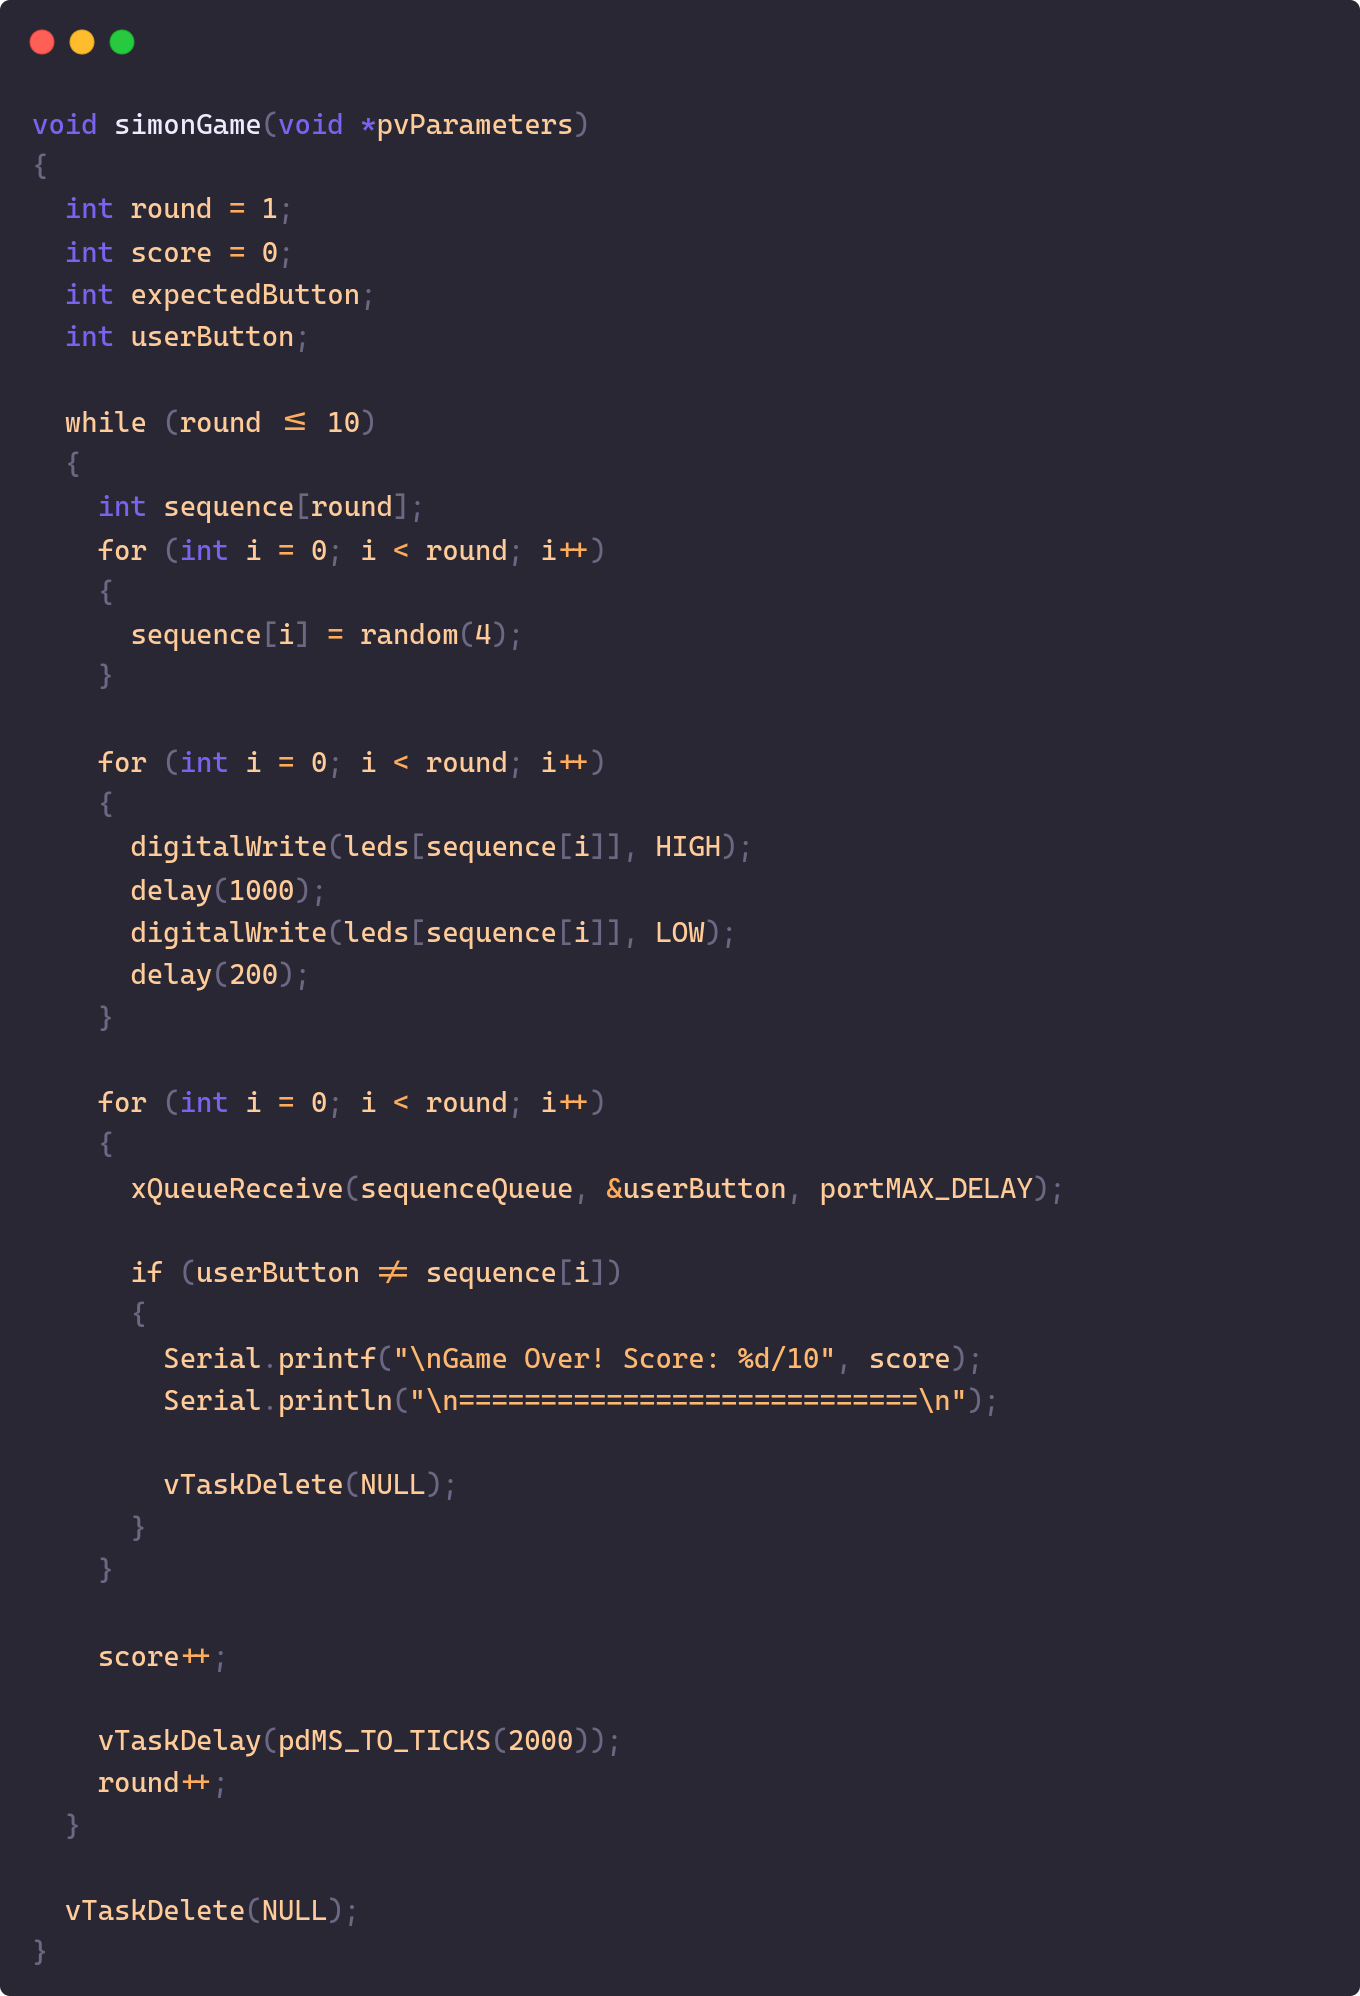 void simonGame(void *pvParameters)
{
  int round = 1;
  int score = 0;
  int expectedButton;
  int userButton;

  while (round <= 10)
  {
    int sequence[round];
    for (int i = 0; i < round; i++)
    {
      sequence[i] = random(4);
    }

    for (int i = 0; i < round; i++)
    {
      digitalWrite(leds[sequence[i]], HIGH);
      delay(1000);
      digitalWrite(leds[sequence[i]], LOW);
      delay(200);
    }

    for (int i = 0; i < round; i++)
    {
      xQueueReceive(sequenceQueue, &userButton, portMAX_DELAY);

      if (userButton != sequence[i])
      {
        Serial.printf("\nGame Over! Score: %d/10", score);
        Serial.println("\n============================\n");

        vTaskDelete(NULL);
      }
    }

    score++;

    vTaskDelay(pdMS_TO_TICKS(2000));
    round++;
  }

  vTaskDelete(NULL);
}